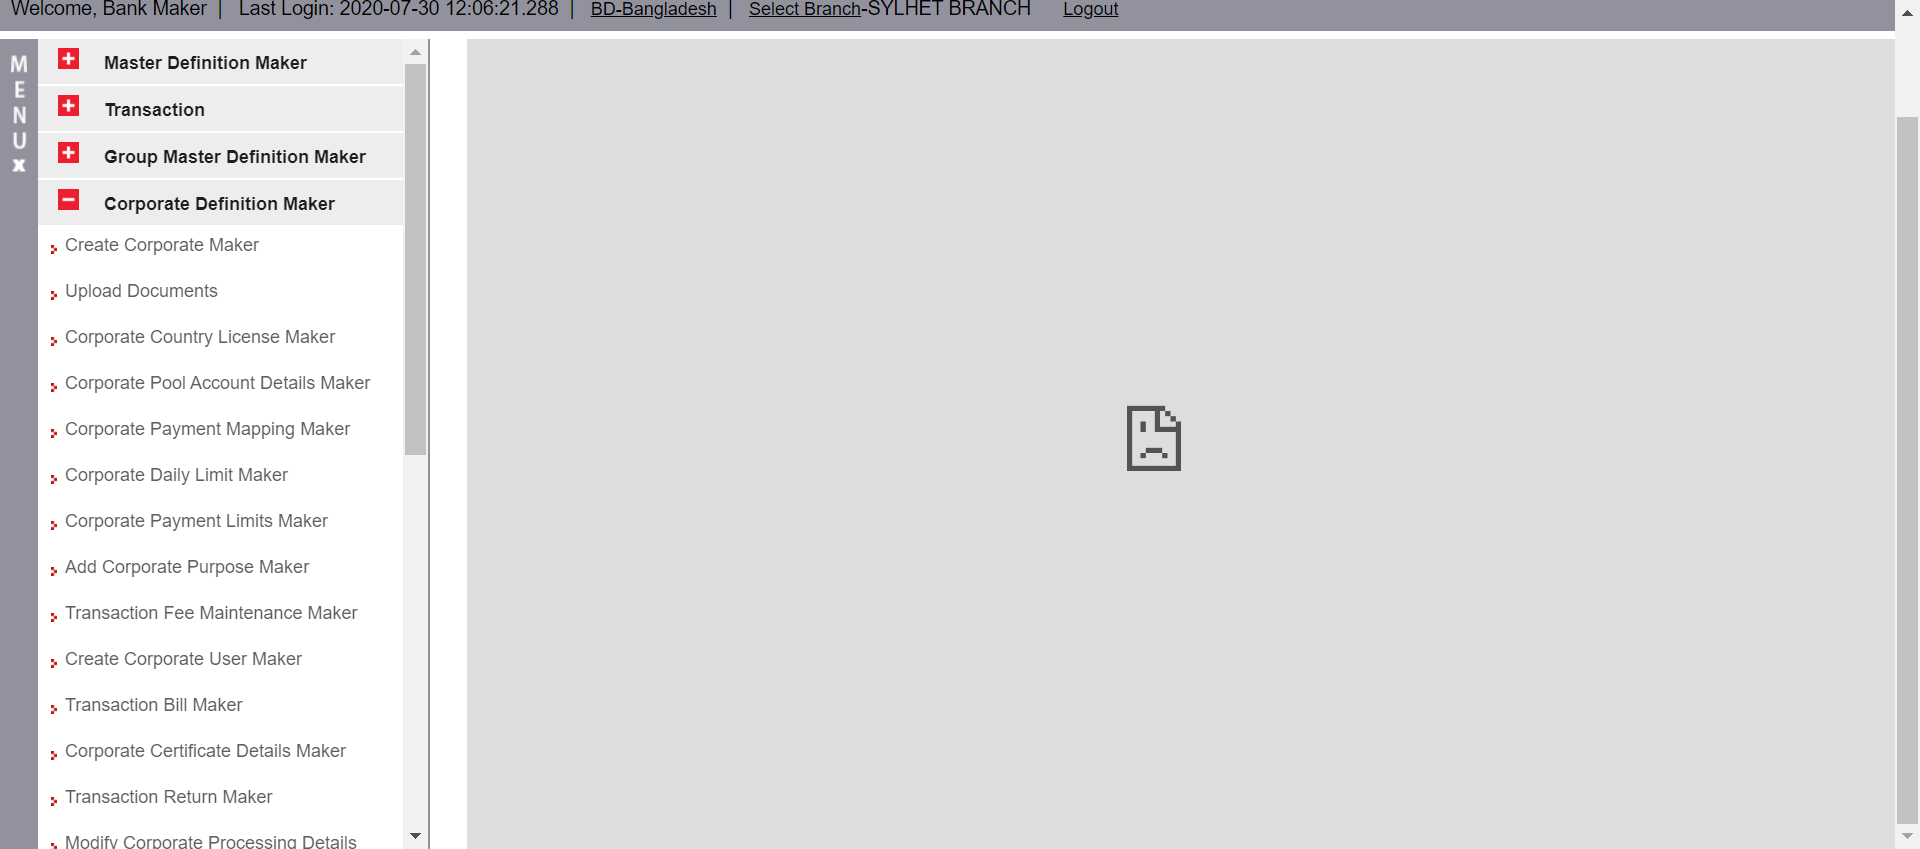 Welcome, Bank Maker | Last Login: 2020-07-30 12:06:21.288 | BD-Bangladesh | Select Branch-SYLHET BRANCH Logout
MENU x
Master Definition Maker
Transaction
Group Master Definition Maker
Corporate Definition Maker
Create Corporate Maker
Upload Documents
Corporate Country License Maker
Corporate Pool Account Details Maker
Corporate Payment Mapping Maker
Corporate Daily Limit Maker
Corporate Payment Limits Maker
Add Corporate Purpose Maker
Transaction Fee Maintenance Maker
Create Corporate User Maker
Transaction Bill Maker
Corporate Certificate Details Maker
Transaction Return Maker
Modify Corporate Processing Details